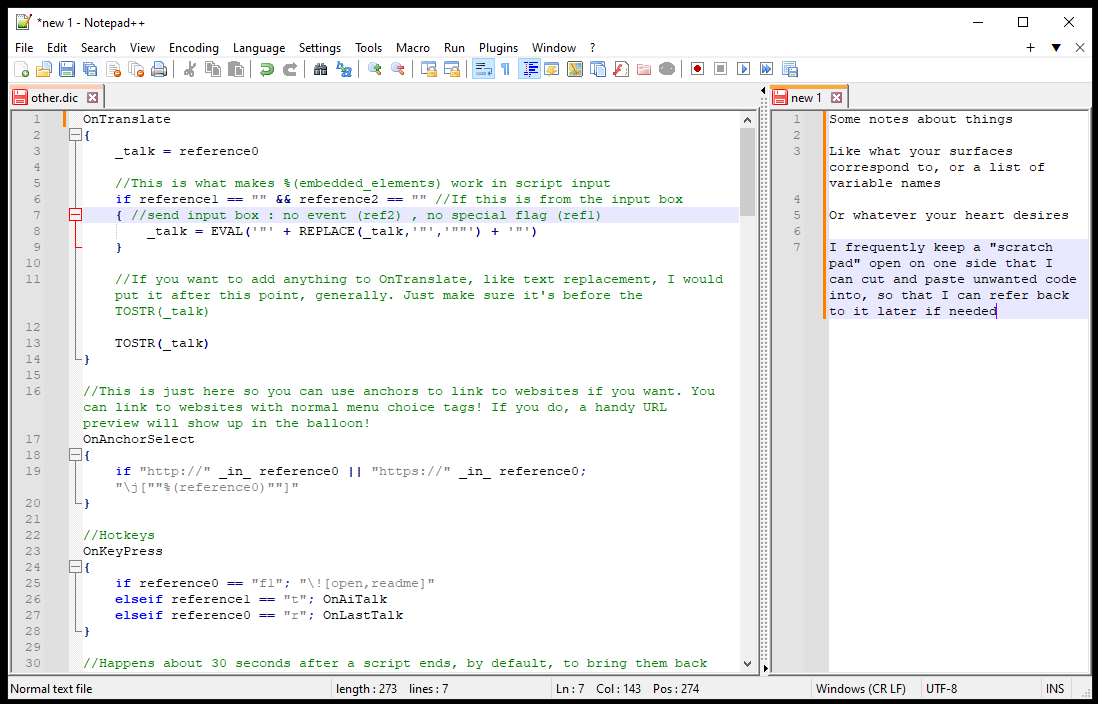 *new 1 - Notepad++
File Edit Search View Encoding Language Settings Tools Macro Run Plugins Window ?
other.dic
1 OnTranslate
2 {
3 _talk = reference0
4
5 //This is what makes %(embedded_elements) work in script input
6 if reference1 == "" && reference2 == "" //If this is from the input box
7 { //send input box : no event (ref2) , no special flag (ref1)
8 _talk = EVAL('"' + REPLACE(_talk,'"','""') + '"')
9 }
10
11 //If you want to add anything to OnTranslate, like text replacement, I would
put it after this point, generally. Just make sure it's before the
TOSTR(_talk)
12
13 TOSTR(_talk)
14 }
15
16 //This is just here so you can use anchors to link to websites if you want. You
can link to websites with normal menu choice tags! If you do, a handy URL
preview will show up in the balloon!
17 OnAnchorSelect
18 {
19 if "http://" _in_ reference0 || "https://" _in_ reference0;
"\j[""%(reference0)""]"
20 }
21
22 //Hotkeys
23 OnKeyPress
24 {
25 if reference0 == "f1"; "\![open,readme]"
26 elseif reference1 == "t"; OnAiTalk
27 elseif reference0 == "r"; OnLastTalk
28 }
29
30 //Happens about 30 seconds after a script ends, by default, to bring them back
new 1
1 Some notes about things
2
3 Like what your surfaces
correspond to, or a list of
variable names
4
5 Or whatever your heart desires
6
7 I frequently keep a "scratch
pad" open on one side that I
can cut and paste unwanted code
into, so that I can refer back
to it later if needed
Normal text file length : 273 lines : 7 Ln : 7 Col : 143 Pos : 274 Windows (CR LF) UTF-8 INS